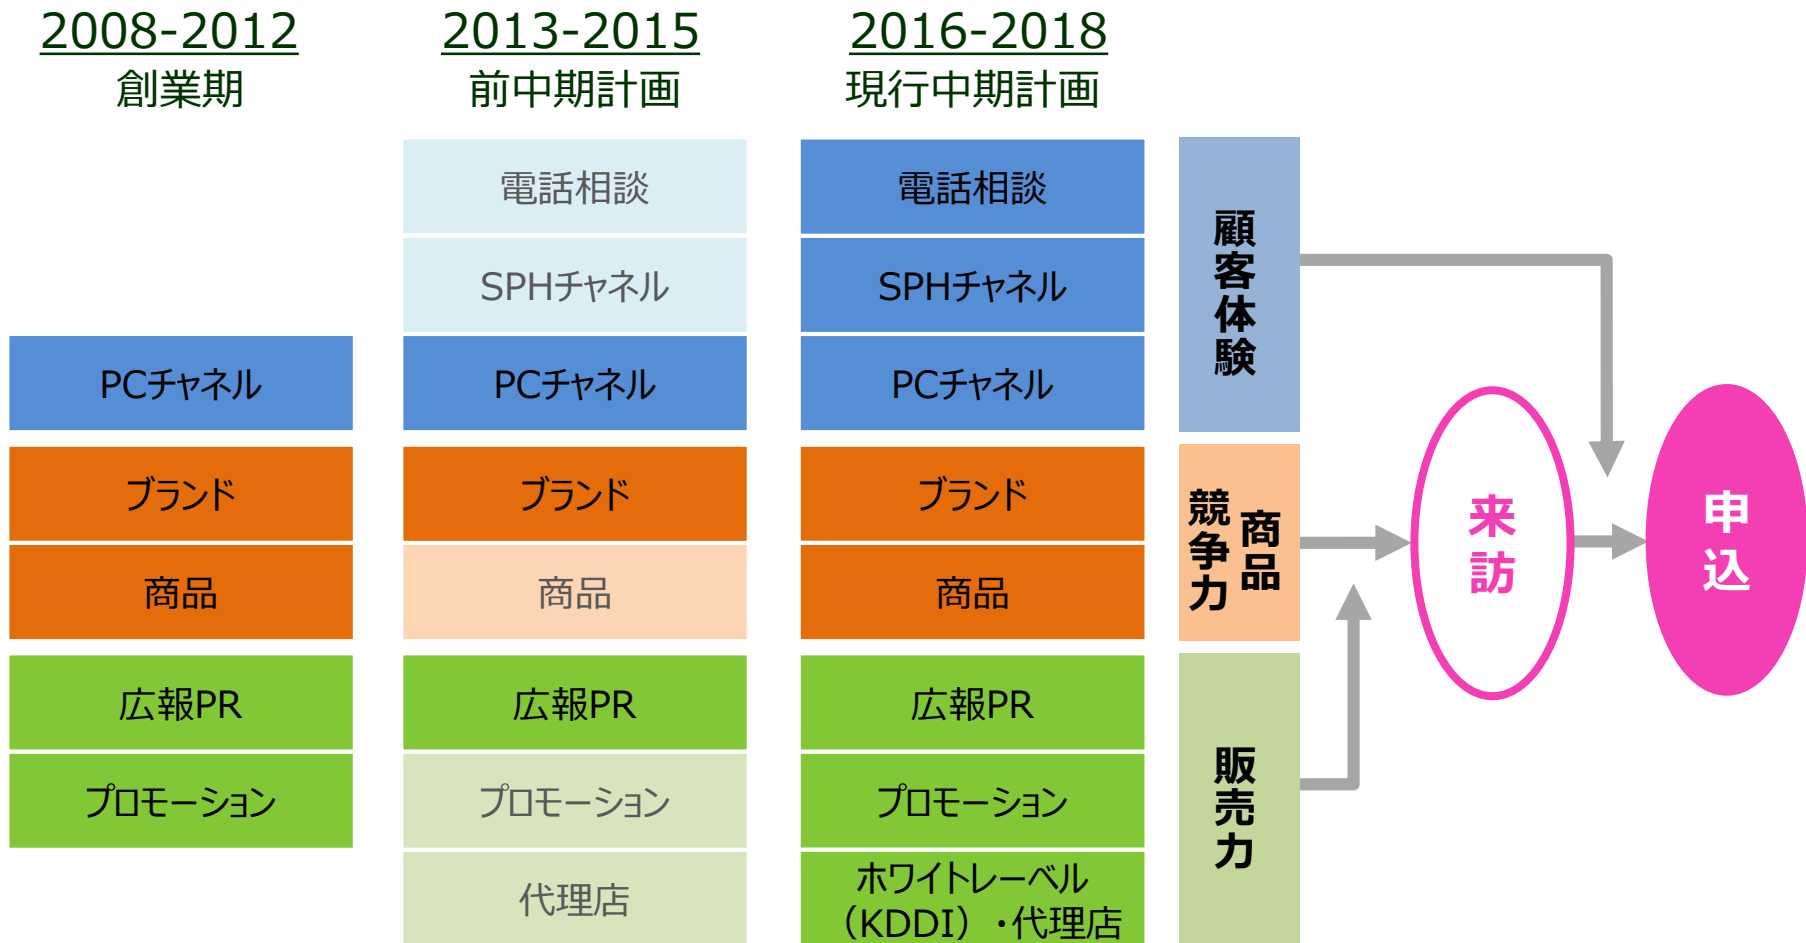 2008-2012
創業期
PCチャネル
ブランド
商品
広報PR
プロモーション
2013-2015
前中期計画
電話相談
SPHチャネル
PCチャネル
ブランド
商品
広報PR
プロモーション
代理店
2016-2018
現行中期計画
電話相談
SPHチャネル
PCチャネル
ブランド
商品
広報PR
プロモーション
ホワイトレーベル
（KDDI）・代理店
顧客体験
商品
競争力
販売力
来訪
申込